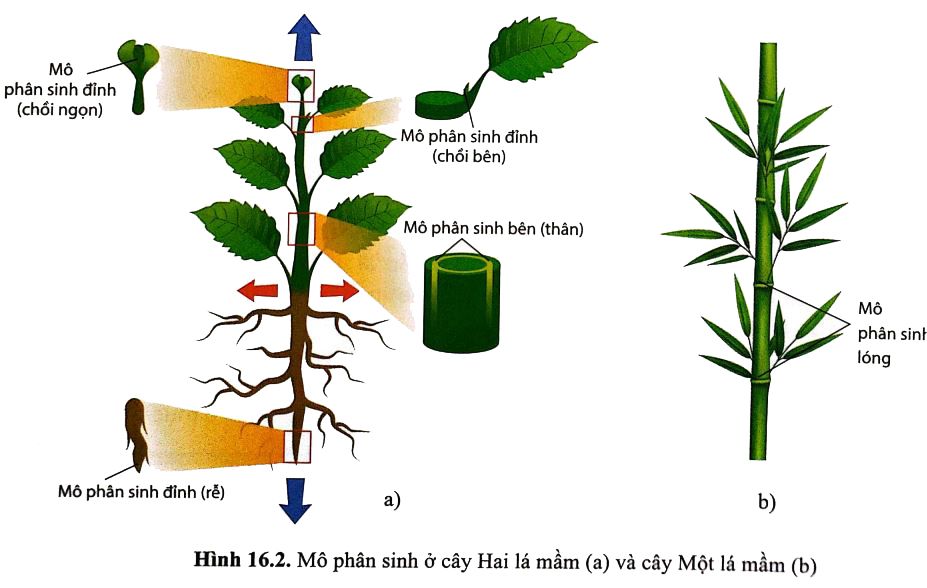 Mô
phân sinh đỉnh
(chồi ngọn)
Mô phân sinh đỉnh
(chồi bên)
Mô phân sinh bên (thân)
Mô phân sinh đỉnh (rễ)
a)
Mô
phân sinh
lóng
b)
Hình 16.2. Mô phân sinh ở cây Hai lá mầm (a) và cây Một lá mầm (b)